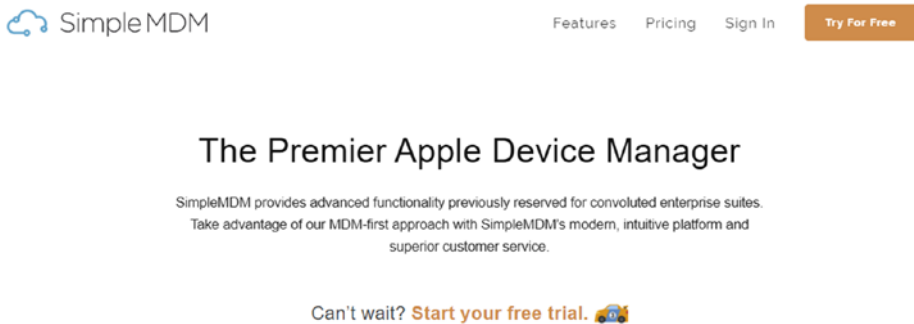 SimpleMDM
Features Pricing Sign In Try For Free
The Premier Apple Device Manager
SimpleMDM provides advanced functionality previously reserved for convoluted enterprise suites.
Take advantage of our MDM-first approach with SimpleMDM's modern, intuitive platform and
superior customer service.
Can't wait? Start your free trial.